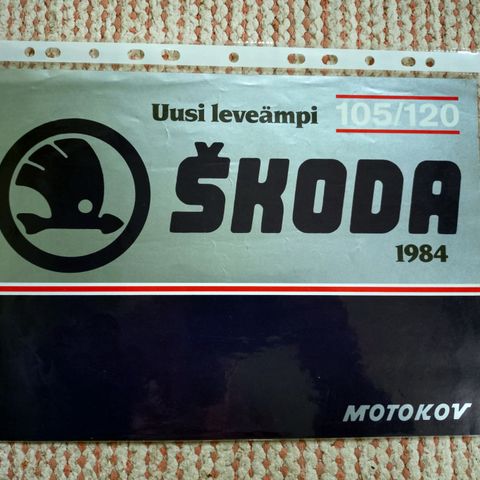 Uusi leveämpi 105/120
ŠKODA
1984
MOTOKOV